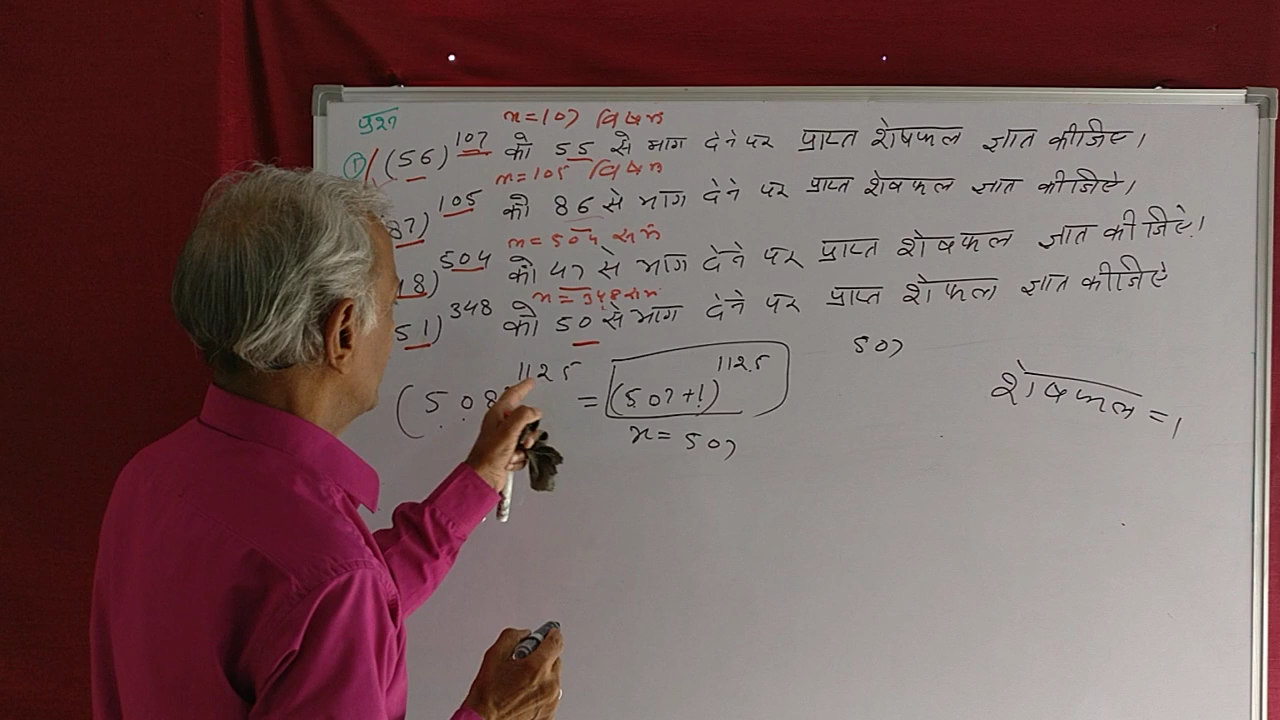 प्रश्न
n=107 विषम
① (56)^107 को 55 से भाग देने पर प्राप्त शेषफल ज्ञात कीजिए।
n=105 विषम
87)^105 को 86 से भाग देने पर प्राप्त शेषफल ज्ञात कीजिए।
n=504 सम
48)^504 को 47 से भाग देने पर प्राप्त शेषफल ज्ञात कीजिए।
n=348 सम
51)^348 को 50 से भाग देने पर प्राप्त शेषफल ज्ञात कीजिए
507
(508)^1125 = (507+1)^1125
शेषफल = 1
x = 507